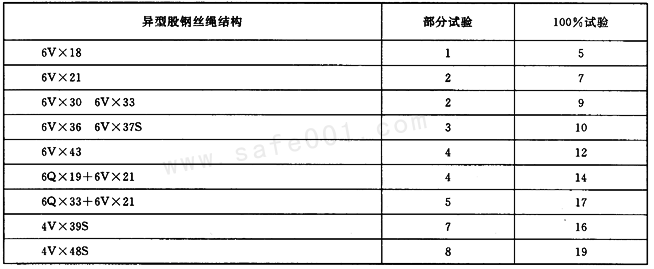 异型股钢丝绳结构 部分试验 100%试验
6V×18 1 5
6V×21 2 7
6V×30 6V×33 2 9
6V×36 6V×37S 3 10
6V×43 4 12
6Q×19+6V×21 4 14
6Q×33+6V×21 5 17
4V×39S 7 16
4V×48S 8 19
www.safe001.com